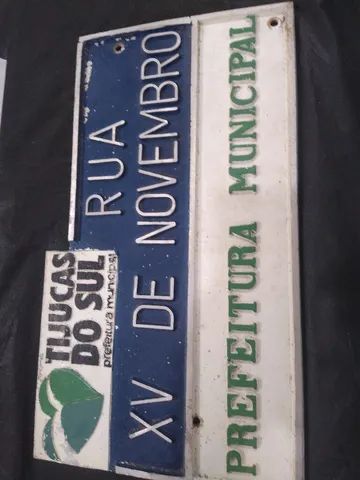 TIJUCAS
DO SUL
prefeitura municipal
RUA
XV DE NOVEMBRO
PREFEITURA MUNICIPAL